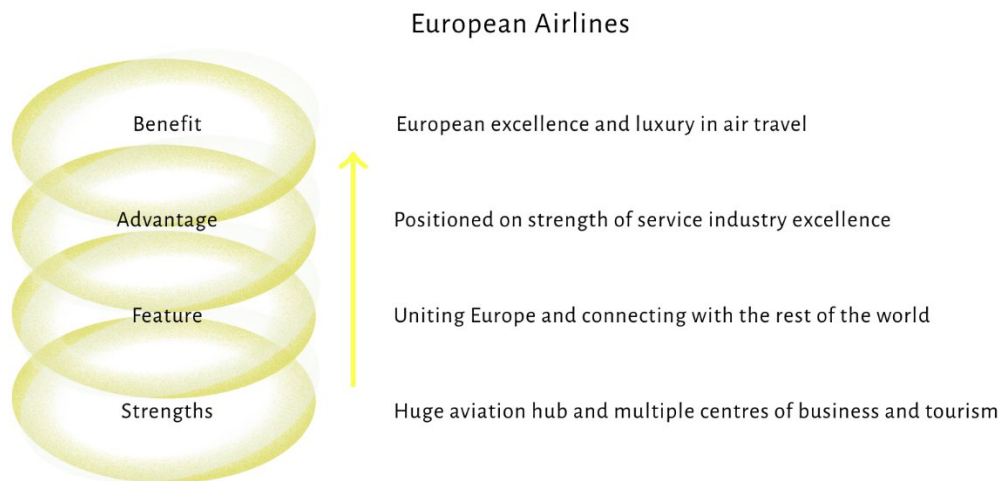 European Airlines
Benefit
European excellence and luxury in air travel
Advantage
Positioned on strength of service industry excellence
Feature
Uniting Europe and connecting with the rest of the world
Strengths
Huge aviation hub and multiple centres of business and tourism